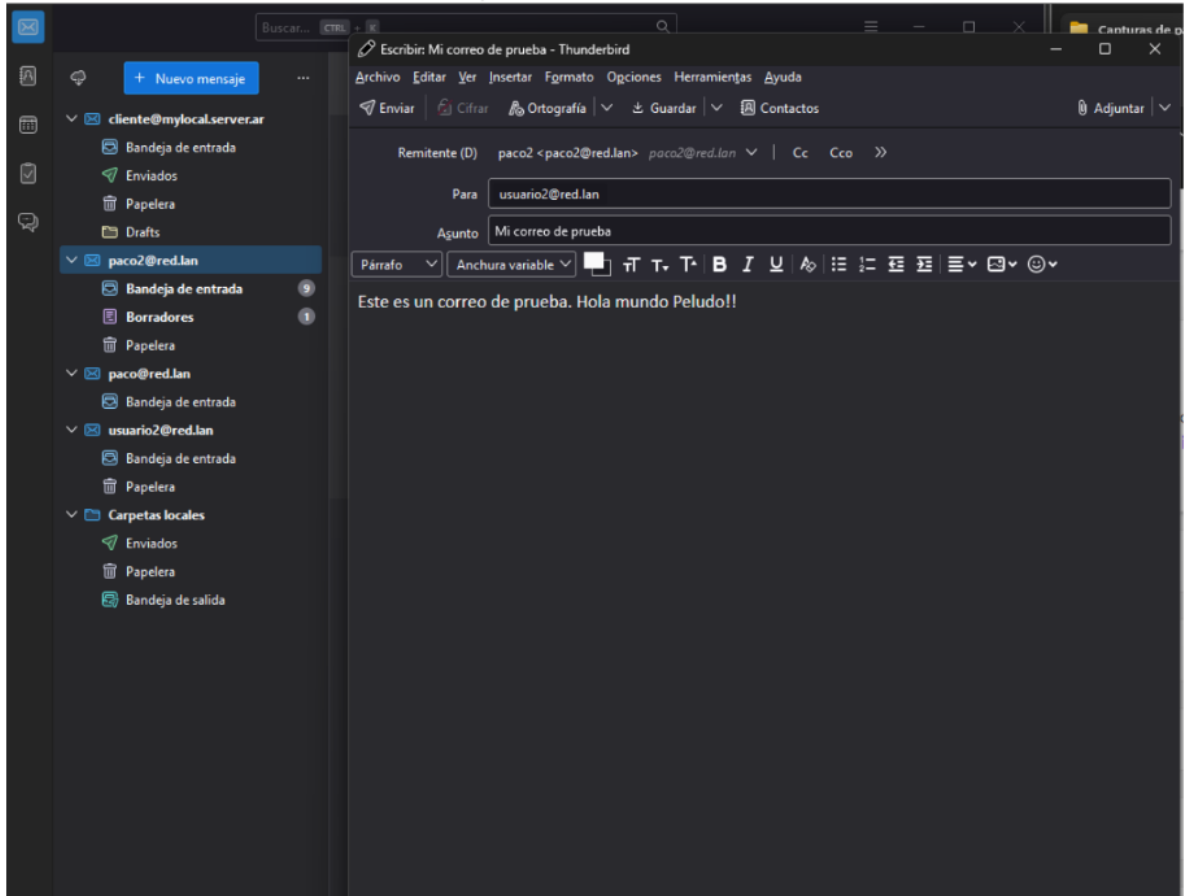 Buscar... CTRL + K
Capturas de p
Escribir: Mi correo de prueba - Thunderbird
Archivo Editar Ver Insertar Formato Opciones Herramientas Ayuda
Enviar Cifrar Ortografía Guardar Contactos Adjuntar
Remitente (D) paco2 <paco2@red.lan> paco2@red.lan Cc Cco
Para usuario2@red.lan
Asunto Mi correo de prueba
Párrafo Anchura variable
Este es un correo de prueba. Hola mundo Peludo!!
+ Nuevo mensaje
cliente@mylocal.server.ar
Bandeja de entrada
Enviados
Papelera
Drafts
paco2@red.lan
Bandeja de entrada 9
Borradores 1
Papelera
paco@red.lan
Bandeja de entrada
usuario2@red.lan
Bandeja de entrada
Papelera
Carpetas locales
Enviados
Papelera
Bandeja de salida